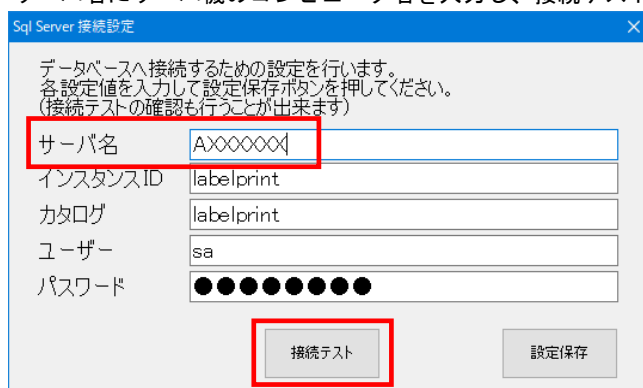 Sql Server 接続設定
データベースへ接続するための設定を行います。
各設定値を入力して設定保存ボタンを押してください。
(接続テストの確認も行うことが出来ます)
サーバ名 AXXXXXX
インスタンスID labelprint
カタログ labelprint
ユーザー sa
パスワード ●●●●●●●●
接続テスト 設定保存